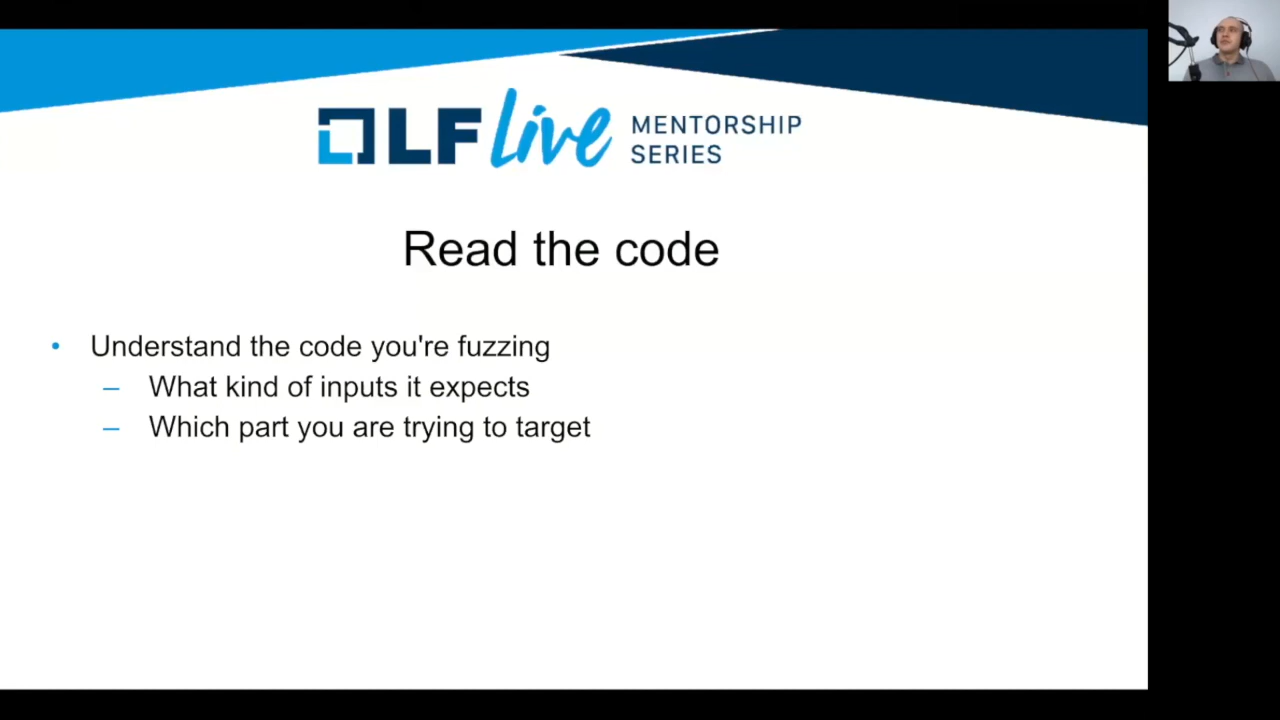 LF Live MENTORSHIP
SERIES
Read the code
• Understand the code you're fuzzing
– What kind of inputs it expects
– Which part you are trying to target